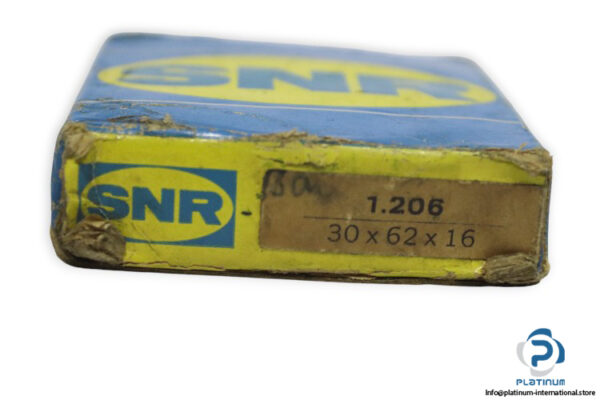 SNR
SNR
1.206
30 x 62 x 16
PLATINUM
Info@platinum-international.store